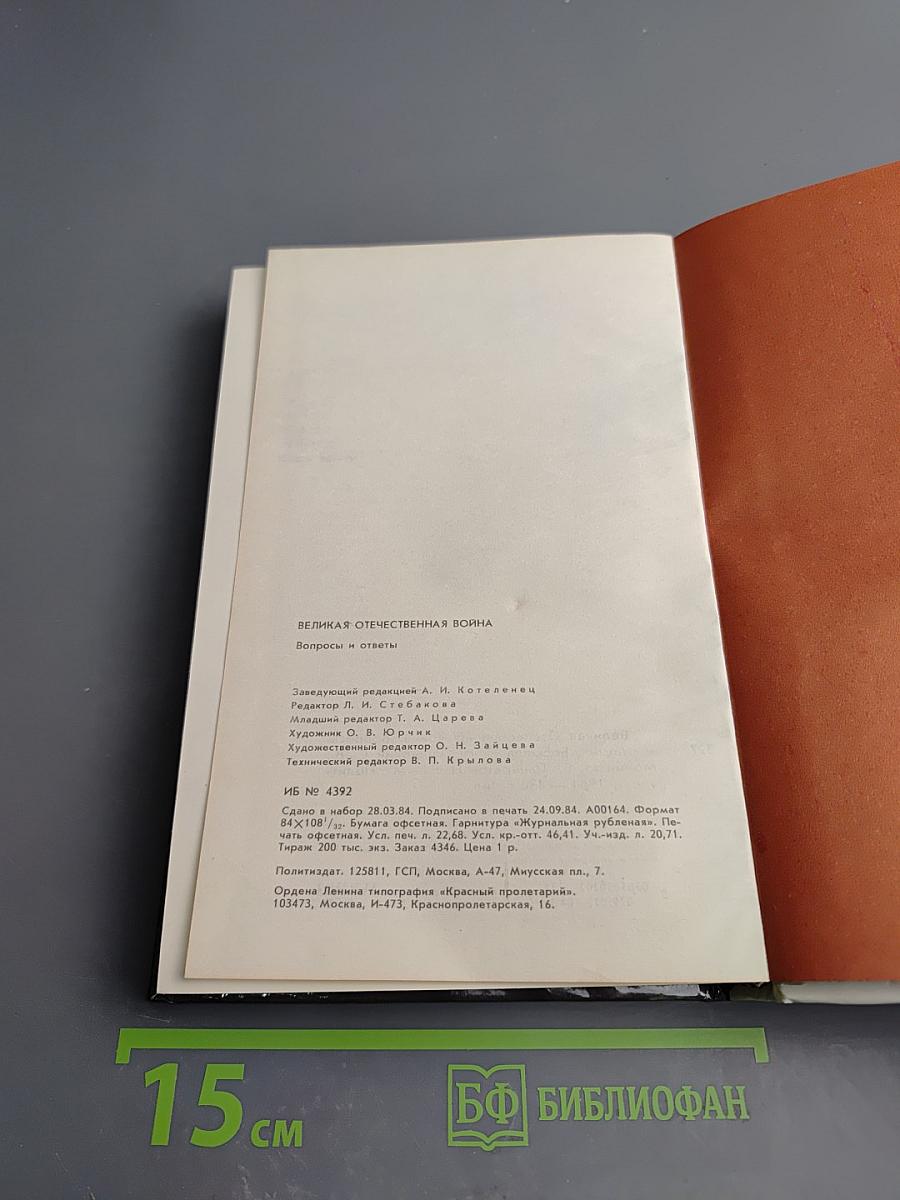 ВЕЛИКАЯ ОТЕЧЕСТВЕННАЯ ВОЙНА
Вопросы и ответы
Заведующий редакцией А. И. Котеленец
Редактор Л. И. Стебакова
Младший редактор Т. А. Царева
Художник О. В. Юрчик
Художественный редактор О. Н. Зайцева
Технический редактор В. П. Крылова
ИБ № 4392
Сдано в набор 28.03.84. Подписано в печать 24.09.84. А00164. Формат
84×108¹/₃₂. Бумага офсетная. Гарнитура «Журнальная рубленая». Пе-
чать офсетная. Усл. печ. л. 22,68. Усл. кр.-отт. 46,41. Уч.-изд. л. 20,71.
Тираж 200 тыс. экз. Заказ 4346. Цена 1 р.
Политиздат. 125811, ГСП, Москва, А-47, Миусская пл., 7.
Ордена Ленина типография «Красный пролетарий».
103473, Москва, И-473, Краснопролетарская, 16.
15 см
БФ БИБЛИОФАН